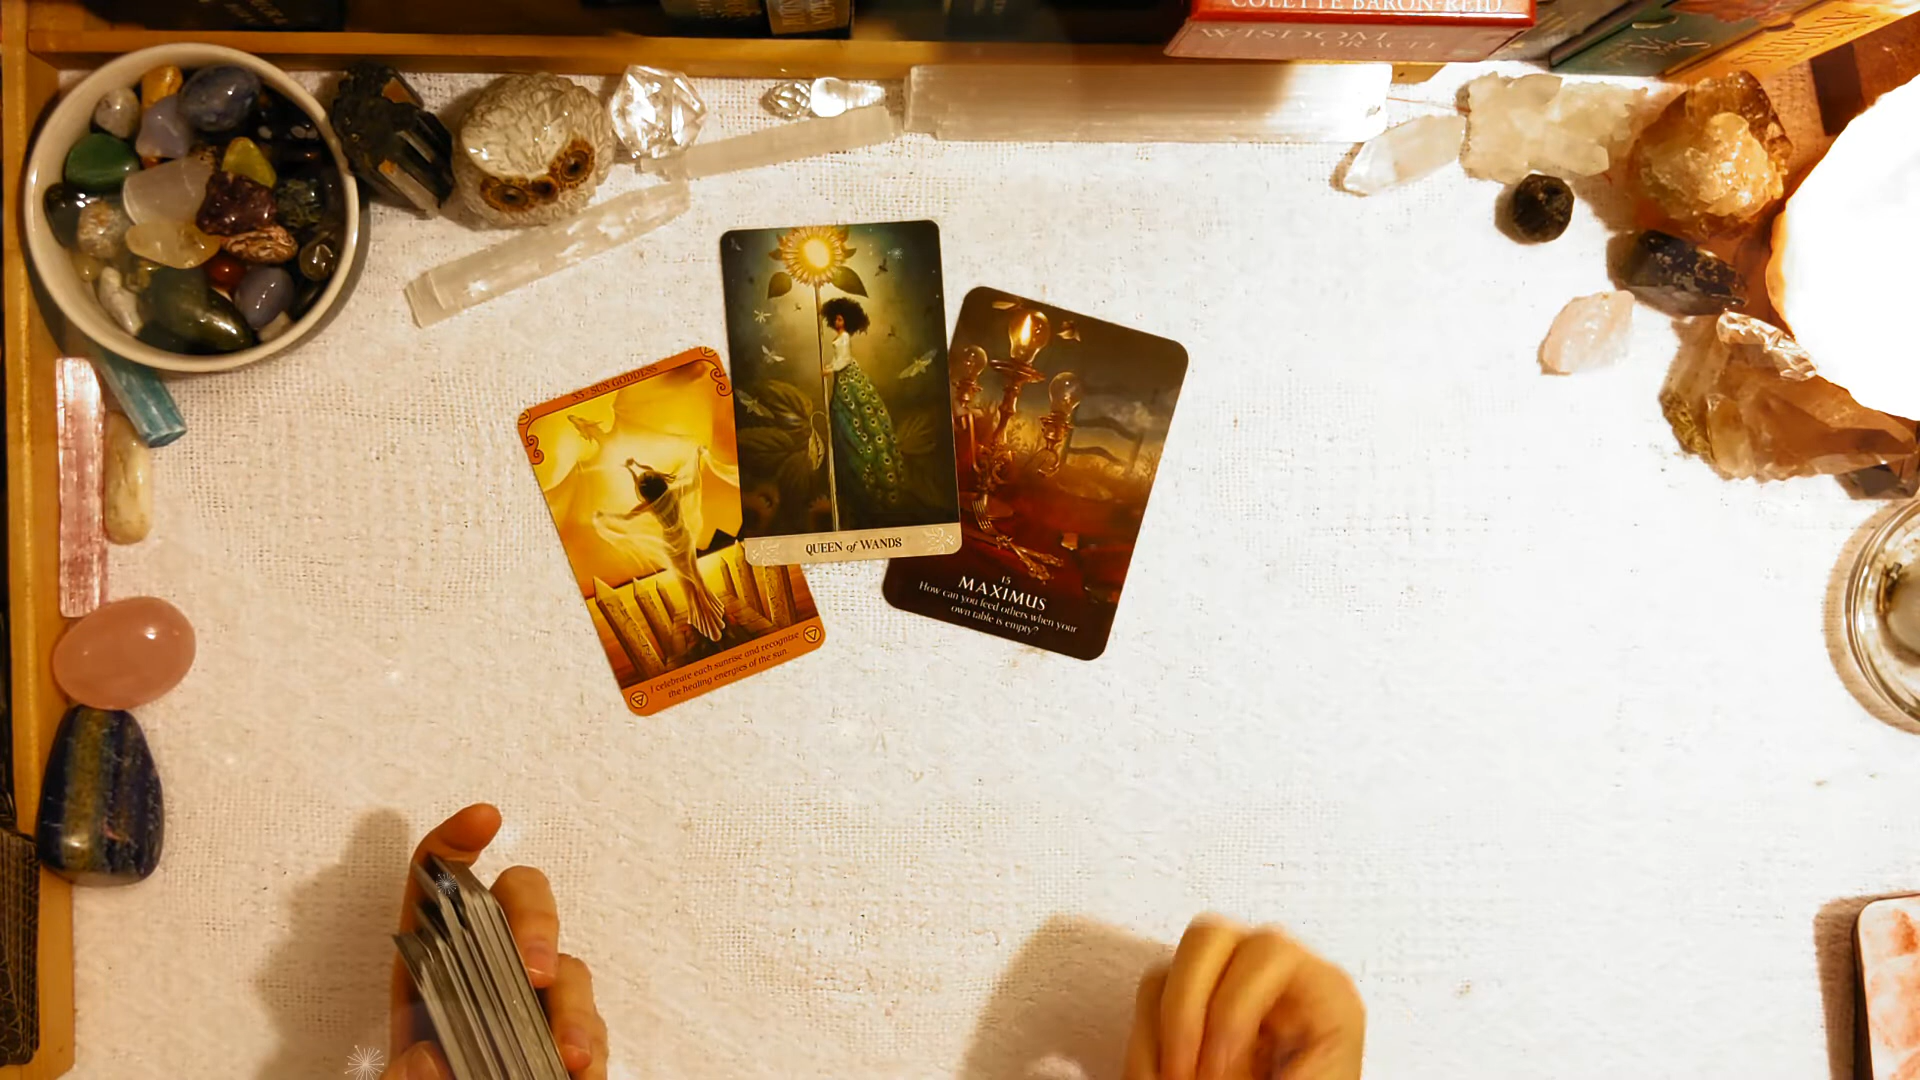 COLETTE BARON-REID
WISDOM
ORACLE
33 SUN GODDESS
I celebrate each sunrise and recognize
the healing energies of the sun.
QUEEN of WANDS
15
MAXIMUS
How can you feed others when your
own table is empty?